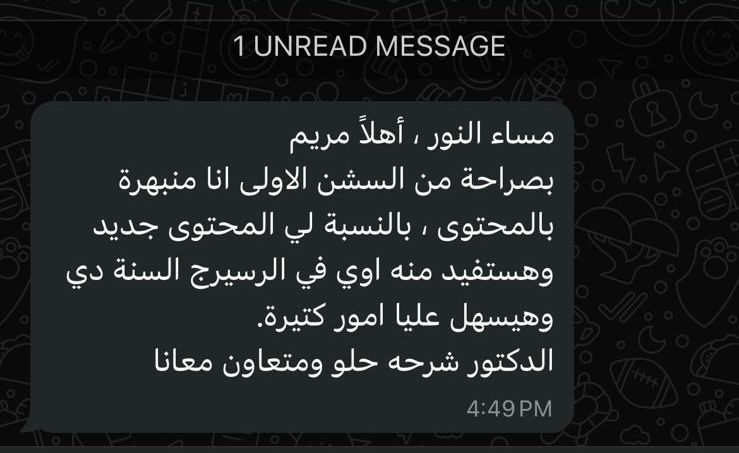 1 UNREAD MESSAGE
مساء النور ، أهلاً مريم
بصراحة من السشن الاولى انا منبهرة
بالمحتوى ، بالنسبة لي المحتوى جديد
وهستفيد منه اوي في الرسيرج السنة دي
وهيسهل عليا امور كتيرة.
الدكتور شرحه حلو ومتعاون معانا
4:49 PM